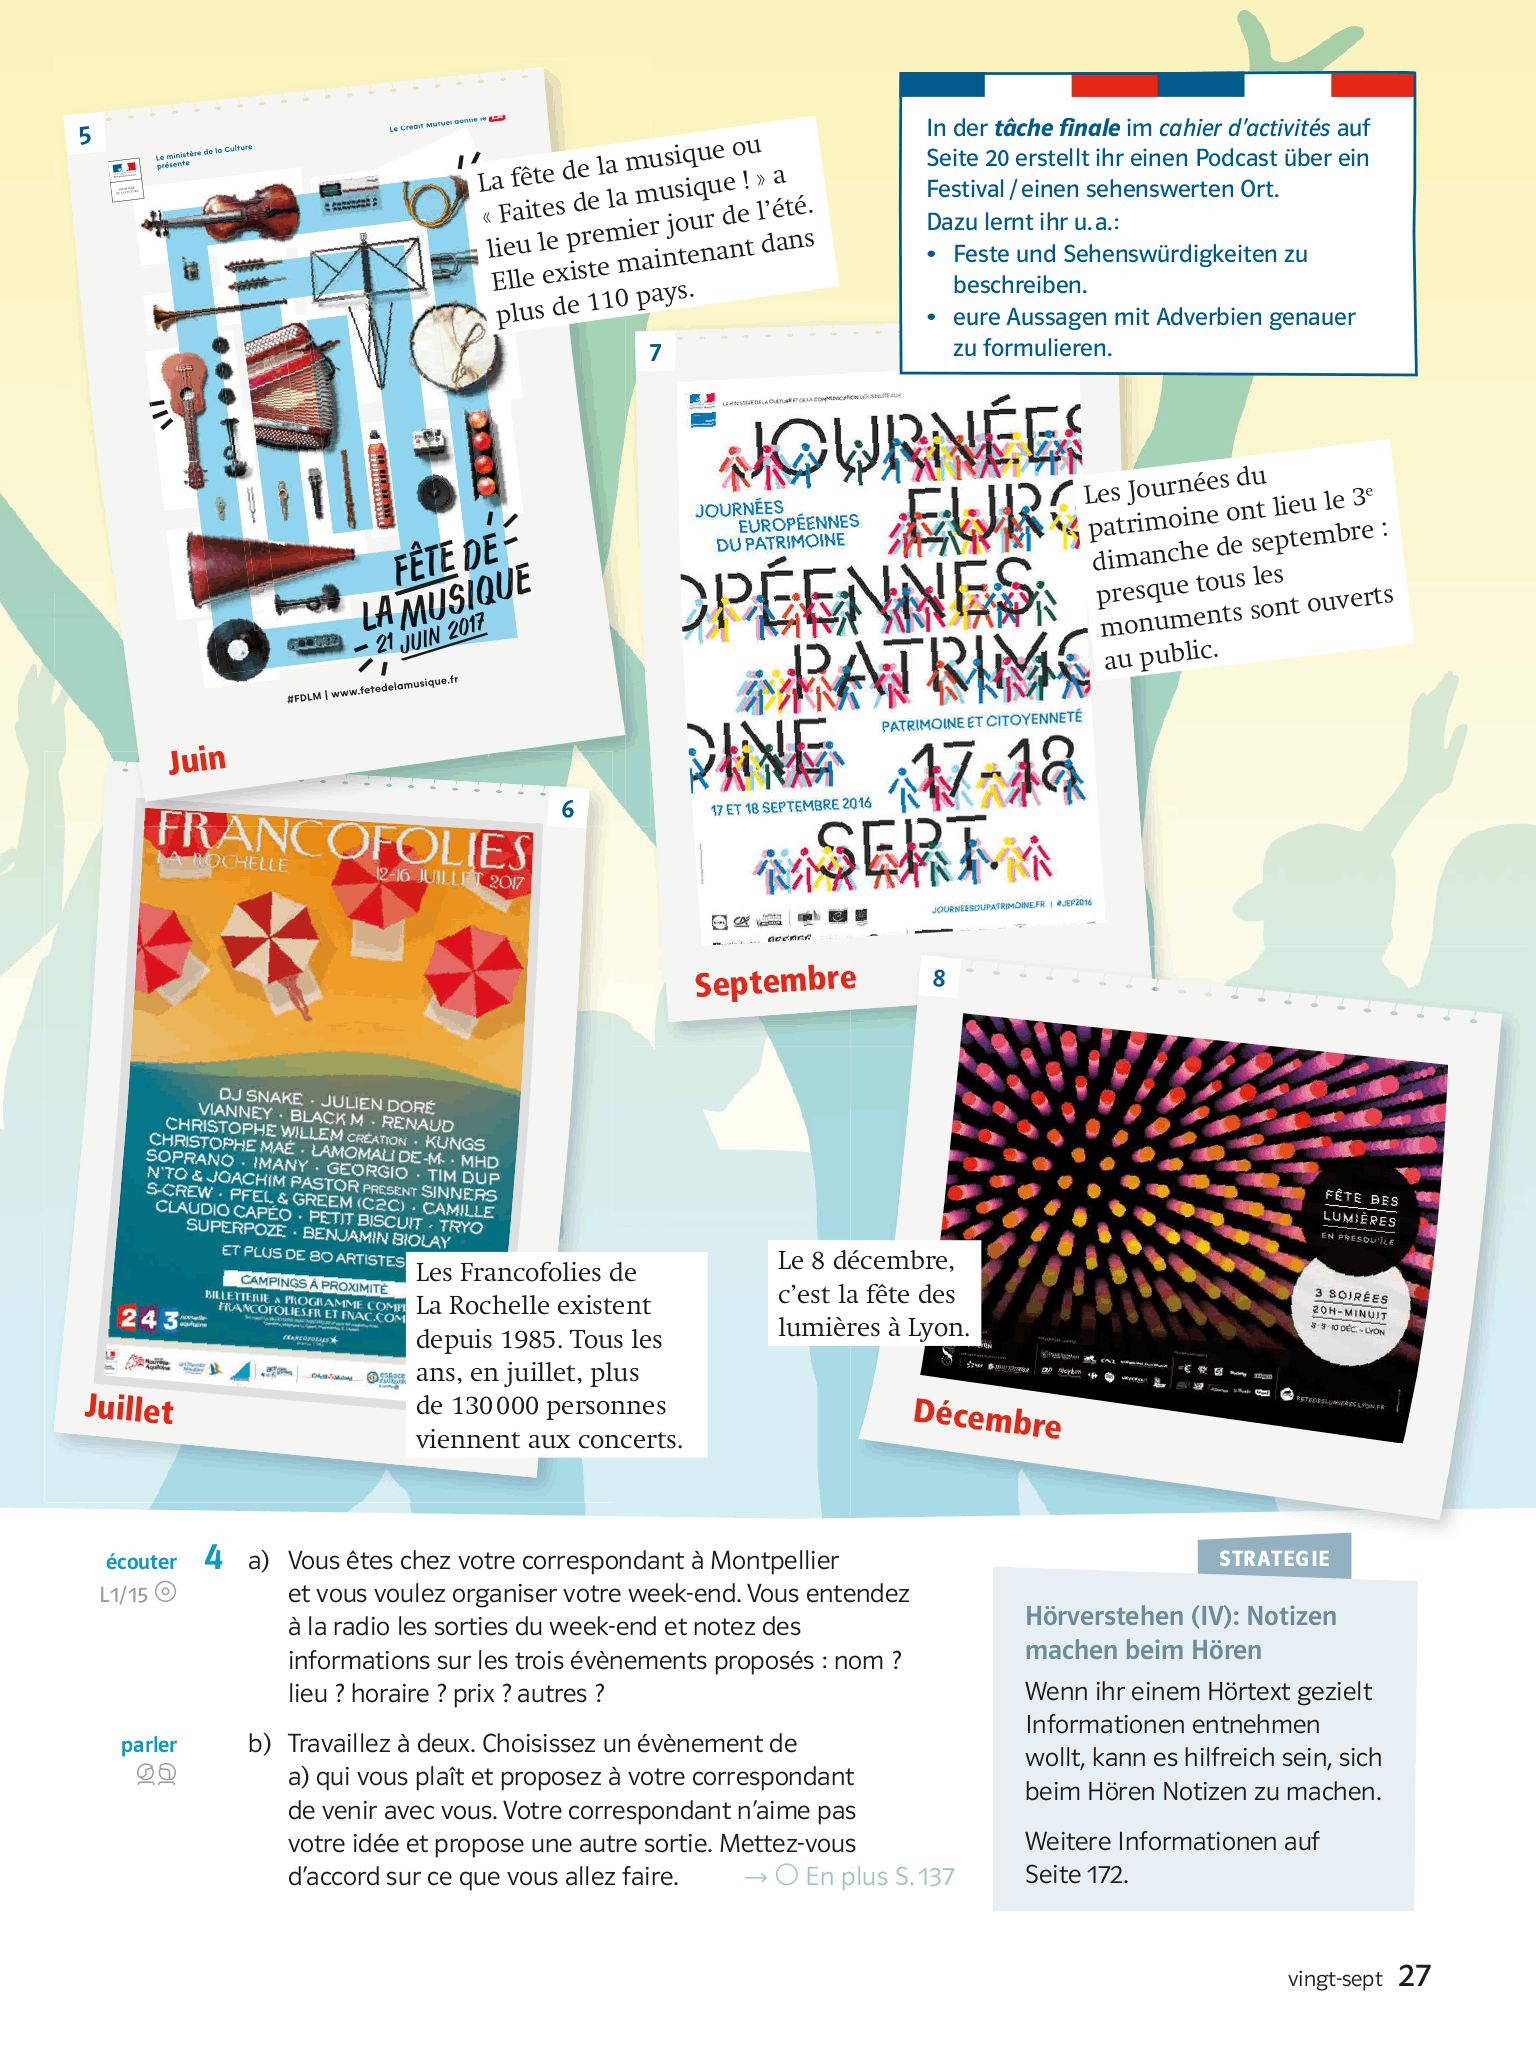 5
Le ministère de la Culture
présente
Le Crédit Mutuel donne le
La fête de la musique ou
« Faites de la musique ! » a
lieu le premier jour de l'été.
Elle existe maintenant dans
plus de 110 pays.
FÊTE DE
LA MUSIQUE
21 JUIN 2017
#FDLM | www.fetedelamusique.fr
Juin
In der tâche finale im cahier d'activités auf
Seite 20 erstellt ihr einen Podcast über ein
Festival / einen sehenswerten Ort.
Dazu lernt ihr u. a.:
• Feste und Sehenswürdigkeiten zu
beschreiben.
• eure Aussagen mit Adverbien genauer
zu formulieren.
7
JOURNÉES
JOURNÉES
EUROPÉENNES
DU PATRIMOINE
EURO
OPÉENNES
PATRIMO
OINE
PATRIMOINE ET CITOYENNETÉ
17-18
17 ET 18 SEPTEMBRE 2016
SEPT.
JOURNEESDUPATRIMOINE.FR | #JEP2016
Septembre
Les Journées du
patrimoine ont lieu le 3e
dimanche de septembre :
presque tous les
monuments sont ouverts
au public.
6
FRANCOFOLIES
LA ROCHELLE
12-16 JUILLET 2017
DJ SNAKE · JULIEN DORÉ
VIANNEY · BLACK M · RENAUD
CHRISTOPHE WILLEM CRÉATION · KUNGS
CHRISTOPHE MAÉ · LAMOMALI DE -M- · MHD
SOPRANO · IMANY · GEORGIO · TIM DUP
N'TO & JOACHIM PASTOR PRESENT SINNERS
S-CREW · PFEL & GREEM (C2C) · CAMILLE
CLAUDIO CAPÉO · PETIT BISCUIT · TRYO
SUPERPOZE · BENJAMIN BIOLAY
ET PLUS DE 80 ARTISTES
CAMPINGS À PROXIMITÉ
BILLETTERIE & PROGRAMME COMPL
FRANCOFOLIES.FR ET FNAC.COM
2 4 3
Juillet
Les Francofolies de
La Rochelle existent
depuis 1985. Tous les
ans, en juillet, plus
de 130 000 personnes
viennent aux concerts.
8
FÊTE DES
LUMIÈRES
EN PRESQU'ÎLE
3 SOIRÉES
20H-MINUIT
8·9·10 DÉC. - LYON
FETEDESLUMIERES.LYON.FR
Le 8 décembre,
c'est la fête des
lumières à Lyon.
Décembre
écouter
L1/15
4 a) Vous êtes chez votre correspondant à Montpellier
et vous voulez organiser votre week-end. Vous entendez
à la radio les sorties du week-end et notez des
informations sur les trois évènements proposés : nom ?
lieu ? horaire ? prix ? autres ?
parler
b) Travaillez à deux. Choisissez un évènement de
a) qui vous plaît et proposez à votre correspondant
de venir avec vous. Votre correspondant n'aime pas
votre idée et propose une autre sortie. Mettez-vous
d'accord sur ce que vous allez faire. → En plus S. 137
STRATEGIE
Hörverstehen (IV): Notizen
machen beim Hören
Wenn ihr einem Hörtext gezielt
Informationen entnehmen
wollt, kann es hilfreich sein, sich
beim Hören Notizen zu machen.
Weitere Informationen auf
Seite 172.
vingt-sept 27